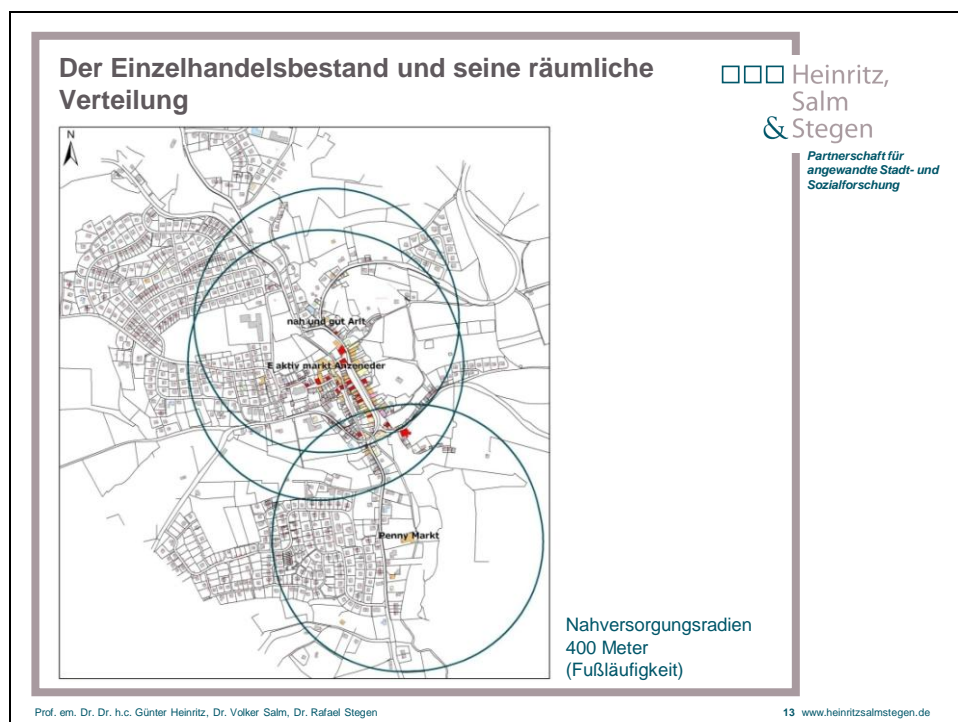 Der Einzelhandelsbestand und seine räumliche
Verteilung
Heinritz,
Salm
& Stegen
Partnerschaft für
angewandte Stadt- und
Sozialforschung
N
nah und gut Arlt
E aktiv markt Anzeneder
Penny Markt
Nahversorgungsradien
400 Meter
(Fußläufigkeit)
Prof. em. Dr. Dr. h.c. Günter Heinritz, Dr. Volker Salm, Dr. Rafael Stegen
13 www.heinritzsalmstegen.de